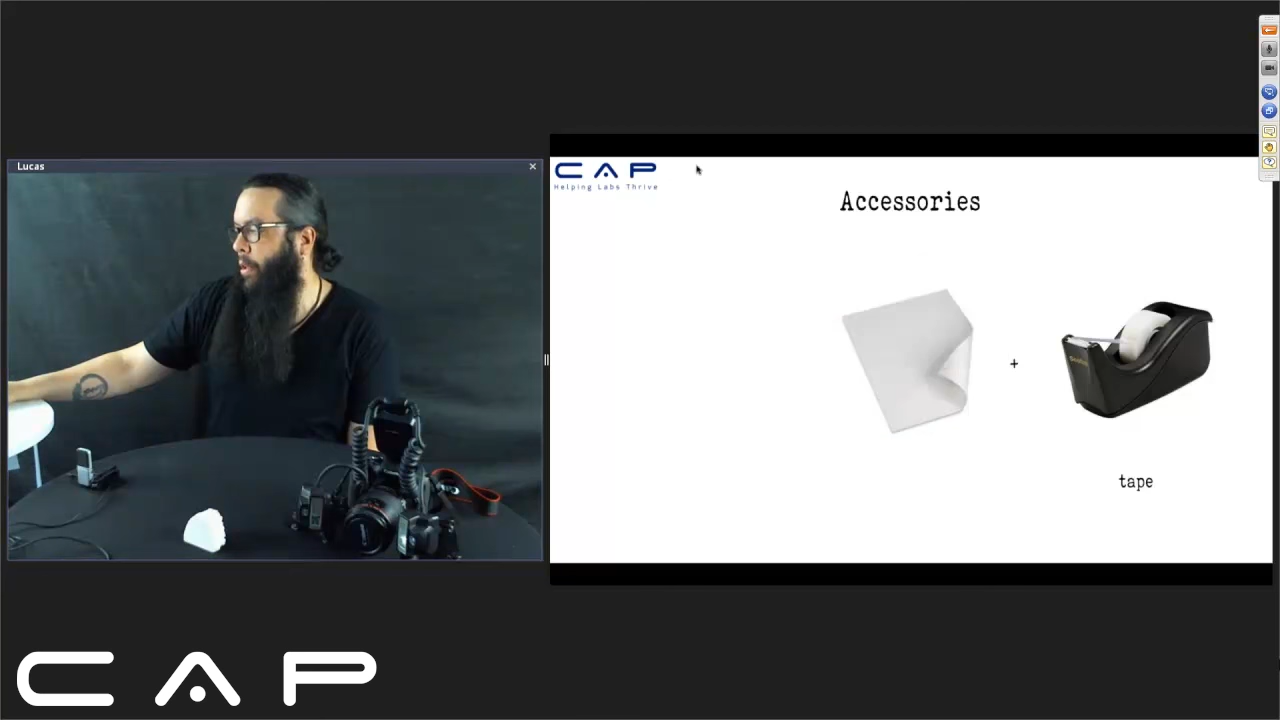 Lucas
CAP
Helping Labs Thrive
Accessories
+
tape
CAP